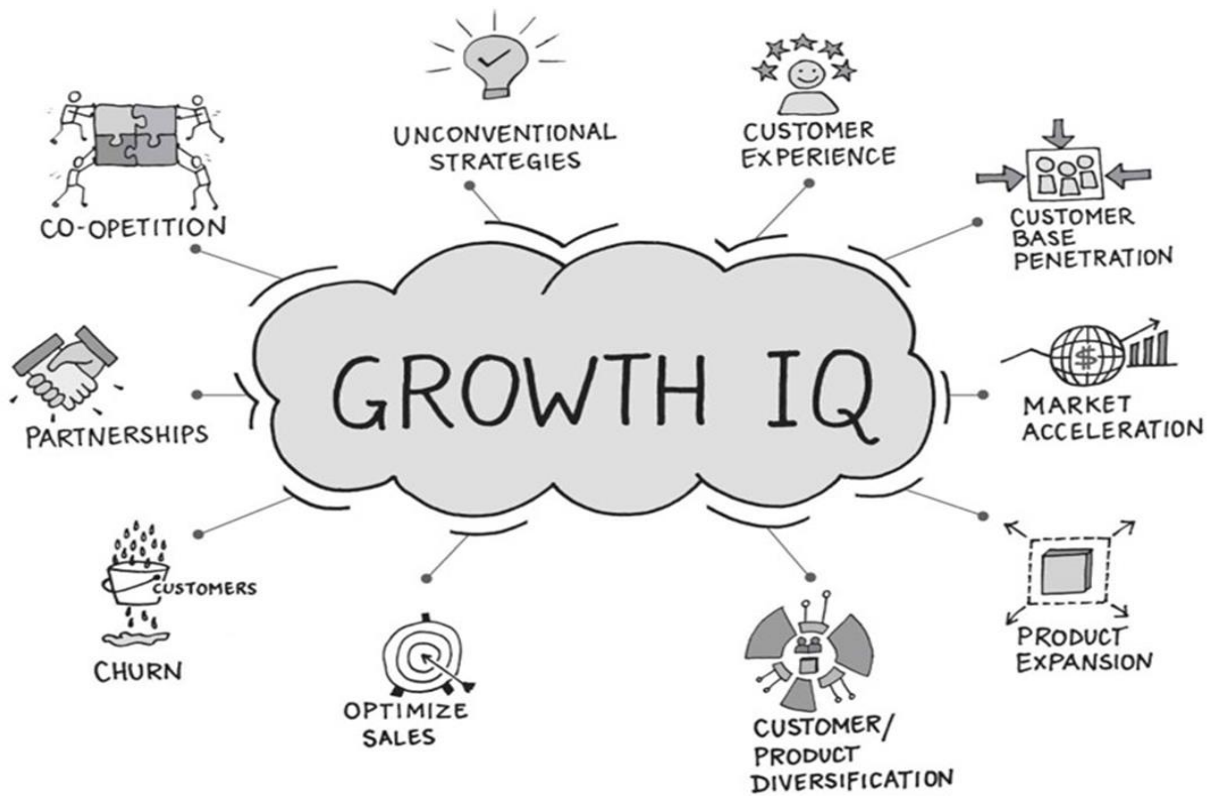 UNCONVENTIONAL
STRATEGIES
CUSTOMER
EXPERIENCE
CO-OPETITION
CUSTOMER
BASE
PENETRATION
GROWTH IQ
$
MARKET
ACCELERATION
PARTNERSHIPS
CUSTOMERS
CHURN
PRODUCT
EXPANSION
OPTIMIZE
SALES
CUSTOMER/
PRODUCT
DIVERSIFICATION